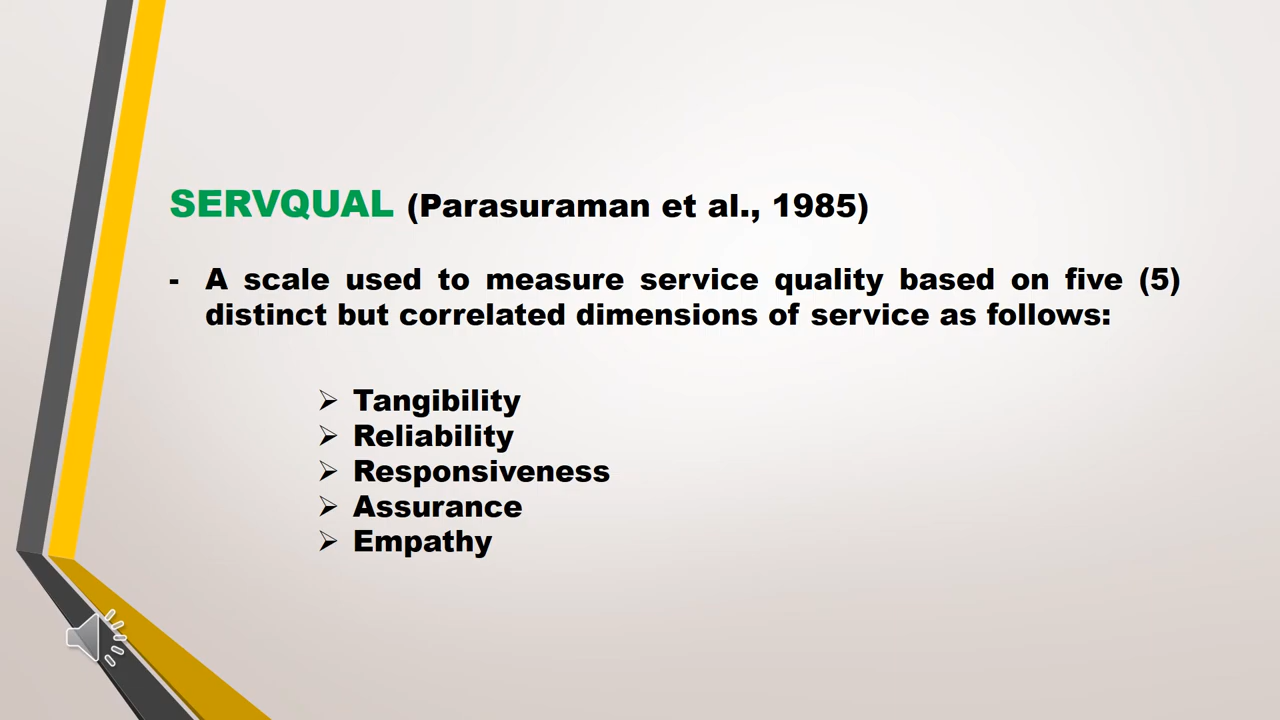 SERVQUAL (Parasuraman et al., 1985)
- A scale used to measure service quality based on five (5)
distinct but correlated dimensions of service as follows:
➢ Tangibility
➢ Reliability
➢ Responsiveness
➢ Assurance
➢ Empathy